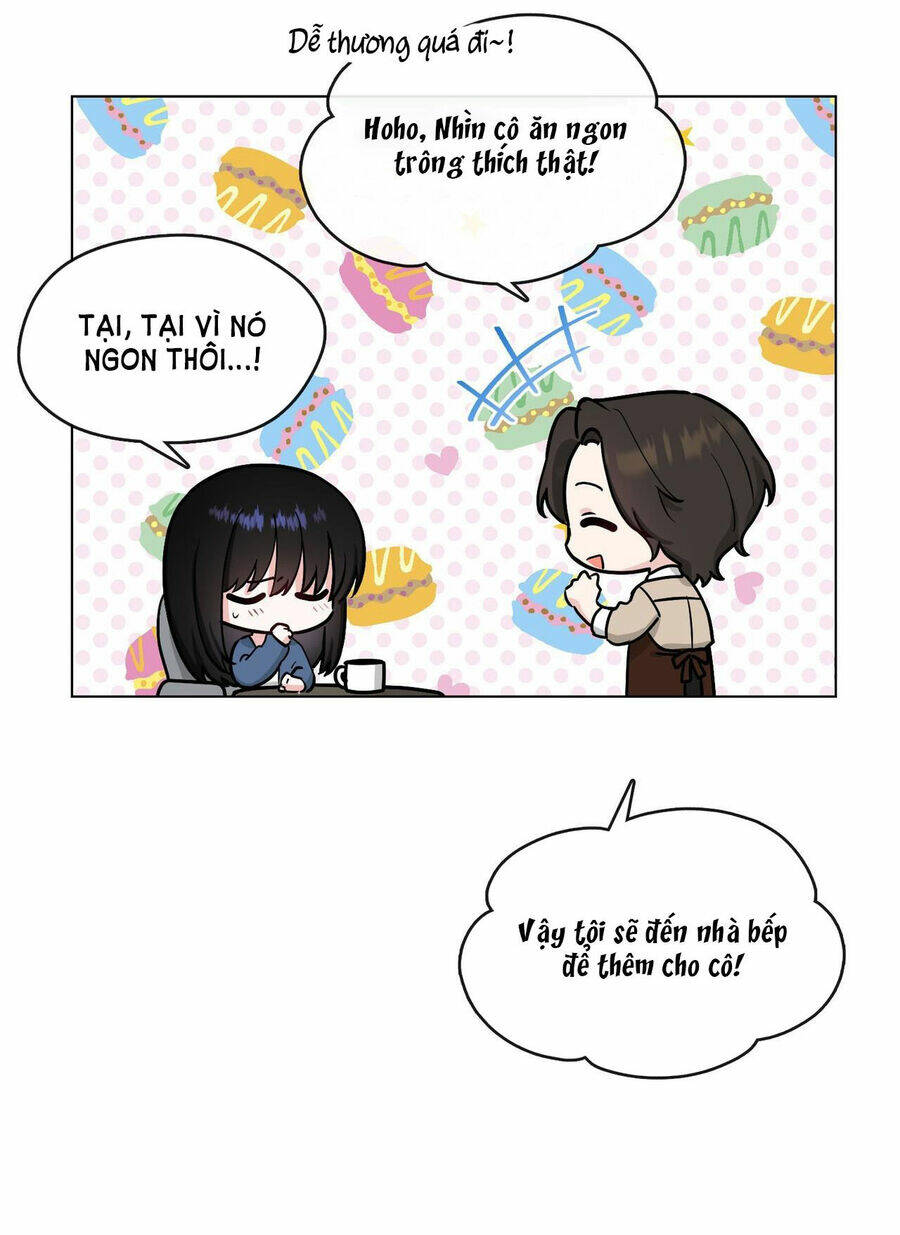 Dễ thương quá đi~!
Hoho, Nhìn cô ăn ngon
trông thích thật!
TẠI, TẠI VÌ NÓ
NGON THÔI...!
Vậy tôi sẽ đến nhà bếp
để thêm cho cô!